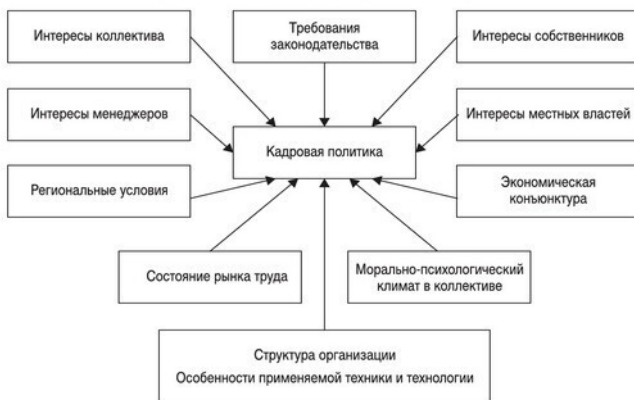 Интересы коллектива
Требования
законодательства
Интересы собственников
Интересы менеджеров
Кадровая политика
Интересы местных властей
Региональные условия
Экономическая
конъюнктура
Состояние рынка труда
Морально-психологический
климат в коллективе
Структура организации
Особенности применяемой техники и технологии